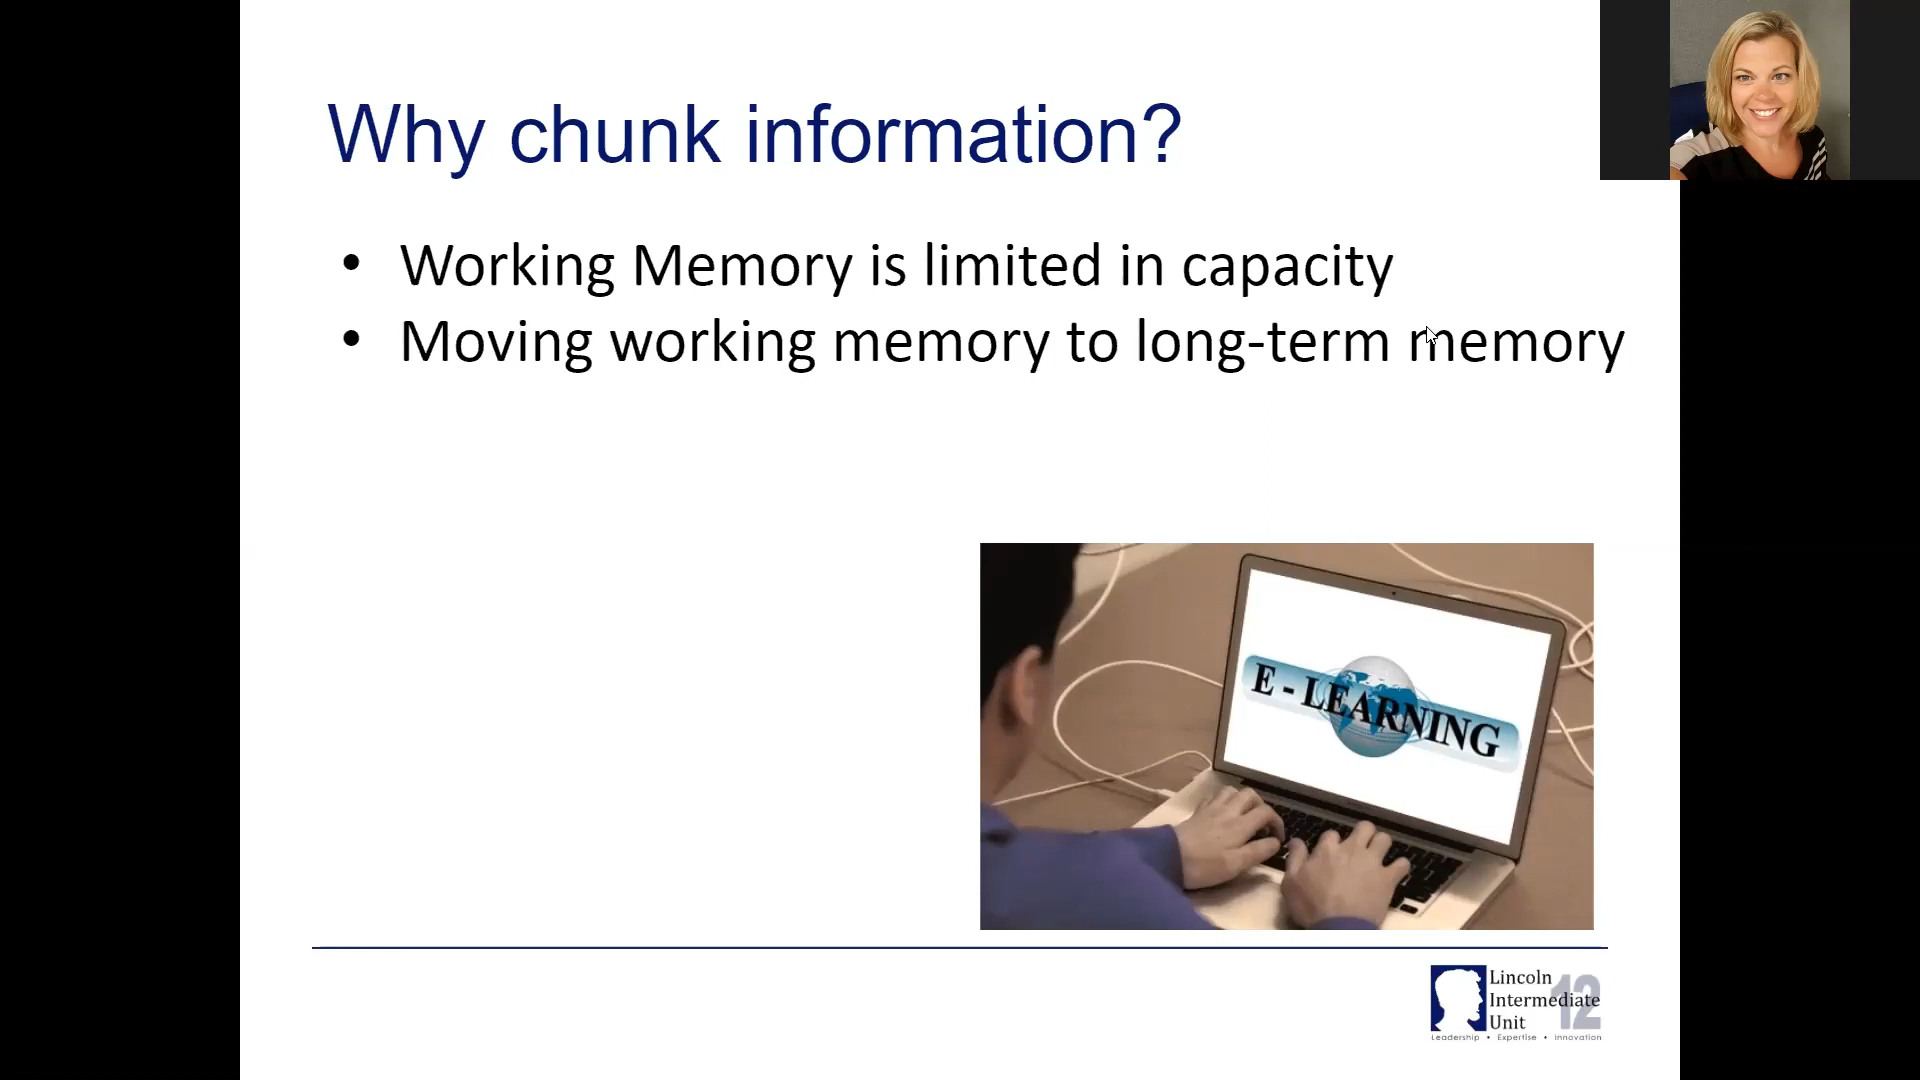 Why chunk information?
• Working Memory is limited in capacity
• Moving working memory to long-term memory
E - LEARNING
Lincoln
Intermediate
Unit
12
Leadership • Expertise • Innovation